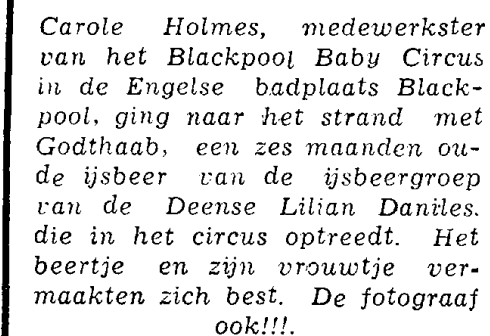 Carole Holmes, medewerkster
van het Blackpool Baby Circus
in de Engelse badplaats Black-
pool, ging naar het strand met
Godthaab, een zes maanden ou-
de ijsbeer van de ijsbeergroep
van de Deense Lilian Daniles.
die in het circus optreedt. Het
beertje en zijn vrouwtje ver-
maakten zich best. De fotograaf
ook!!!.